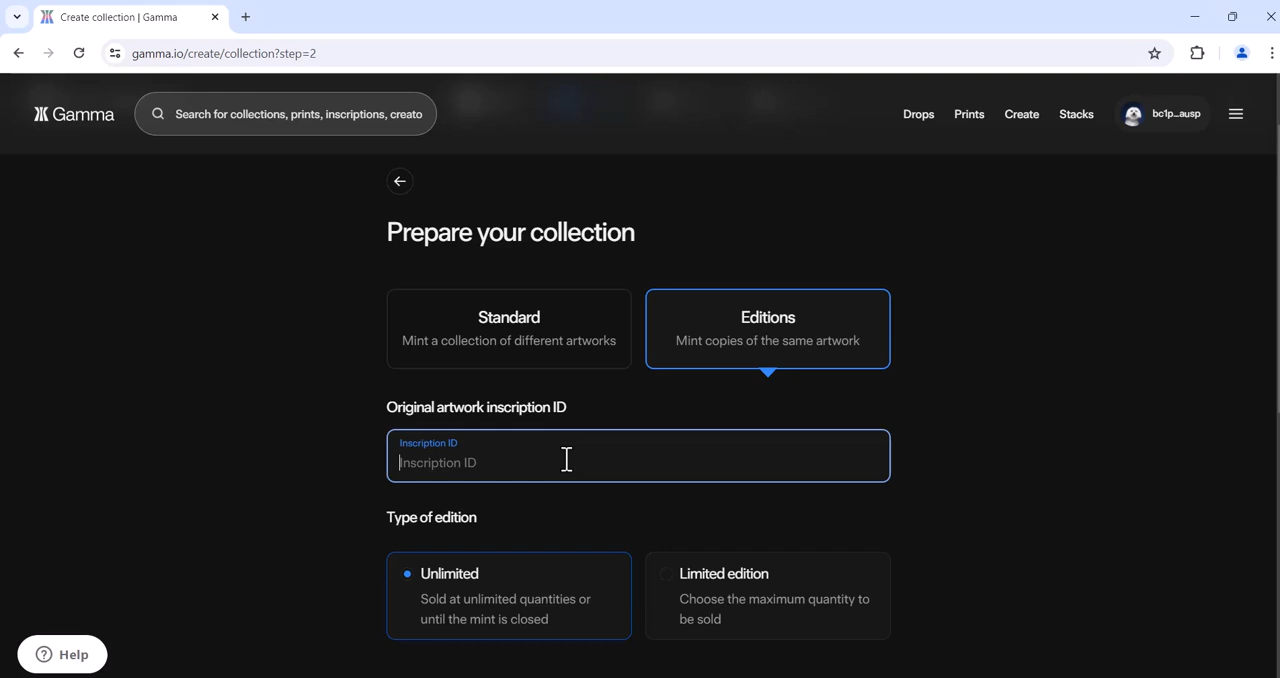 Create collection | Gamma
gamma.io/create/collection?step=2
Gamma
Search for collections, prints, inscriptions, creato
Drops
Prints
Create
Stacks
bc1p...ausp
Prepare your collection
Standard
Mint a collection of different artworks
Editions
Mint copies of the same artwork
Original artwork inscription ID
Inscription ID
Inscription ID
Type of edition
Unlimited
Sold at unlimited quantities or
until the mint is closed
Limited edition
Choose the maximum quantity to
be sold
Help